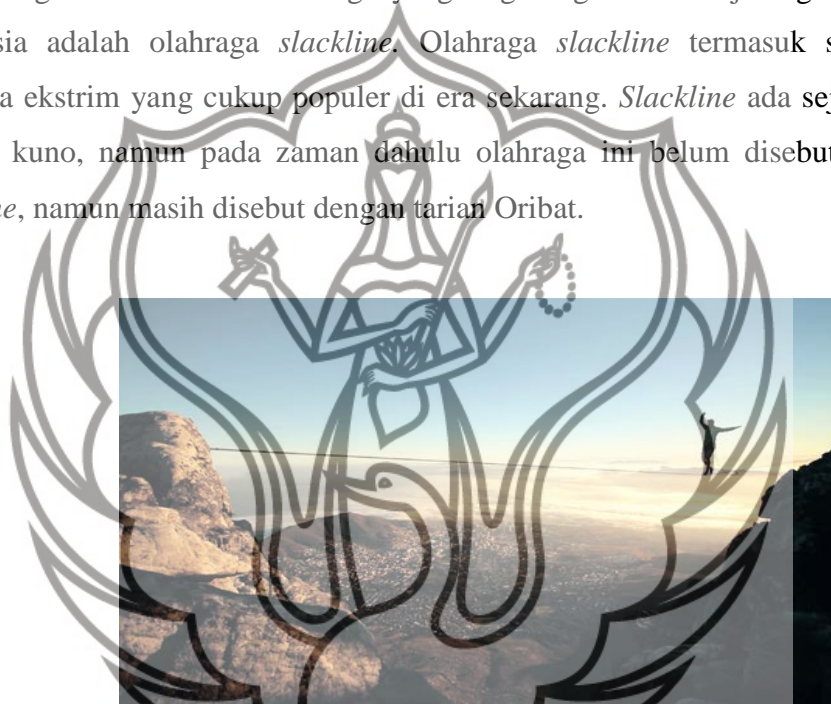 sia adalah olahraga slackline. Olahraga slackline termasuk s
a ekstrim yang cukup populer di era sekarang. Slackline ada sej
kuno, namun pada zaman dahulu olahraga ini belum disebut
ne, namun masih disebut dengan tarian Oribat.